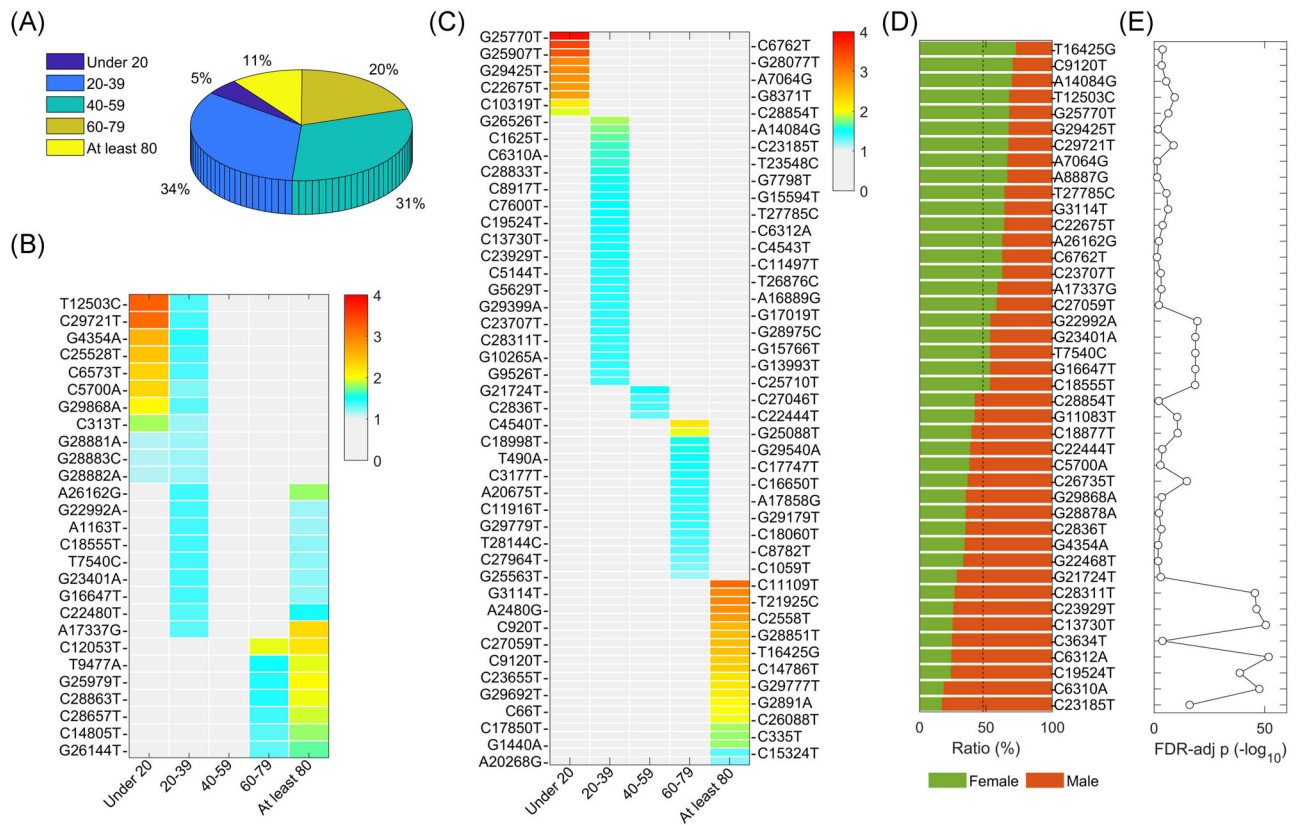 (A)
Under 20
20-39
40-59
60-79
At least 80
5%
11%
20%
34%
31%
(B)
T12503C
C29721T
G4354A
C25528T
C6573T
C5700A
G29868A
C313T
G28881A
G28883C
G28882A
A26162G
G22992A
A1163T
C18555T
T7540C
G23401A
G16647T
C22480T
A17337G
C12053T
T9477A
G25979T
C28863T
C28657T
C14805T
G26144T
Under 20
20-39
40-59
60-79
At least 80
4
3
2
1
0
(C)
G25770T
G25907T
G29425T
C22675T
C10319T
G26526T
C1625T
C6310A
C28833T
C8917T
C7600T
C19524T
C13730T
C23929T
C5144T
G5629T
G29399A
C23707T
C28311T
G10265A
G9526T
G21724T
C2836T
C4540T
C18998T
T490A
C3177T
A20675T
C11916T
G29779T
T28144C
C27964T
G25563T
G3114T
A2480G
C920T
C27059T
C9120T
C23655T
G29692T
C66T
C17850T
G1440A
A20268G
C6762T
G28077T
A7064G
G8371T
C28854T
A14084G
C23185T
T23548C
G7798T
G15594T
T27785C
C6312A
C4543T
C11497T
T26876C
A16889G
G17019T
G28975C
G15766T
G13993T
C25710T
C27046T
C22444T
G25088T
G29540A
C17747T
C16650T
A17858G
G29179T
C18060T
C8782T
C1059T
C11109T
T21925C
C2558T
G28851T
T16425G
C14786T
G29777T
G2891A
C26088T
C335T
C15324T
Under 20
20-39
40-59
60-79
At least 80
4
3
2
1
0
(D)
T16425G
C9120T
A14084G
T12503C
G25770T
G29425T
C29721T
A7064G
A8887G
T27785C
G3114T
C22675T
A26162G
C6762T
C23707T
A17337G
C27059T
G22992A
G23401A
T7540C
G16647T
C18555T
C28854T
G11083T
C18877T
C22444T
C5700A
C26735T
G29868A
G28878A
C2836T
G4354A
G22468T
G21724T
C28311T
C23929T
C13730T
C3634T
C6312A
C19524T
C6310A
C23185T
0 50 100
Ratio (%)
Female Male
(E)
0 50
FDR-adj p (-log10)